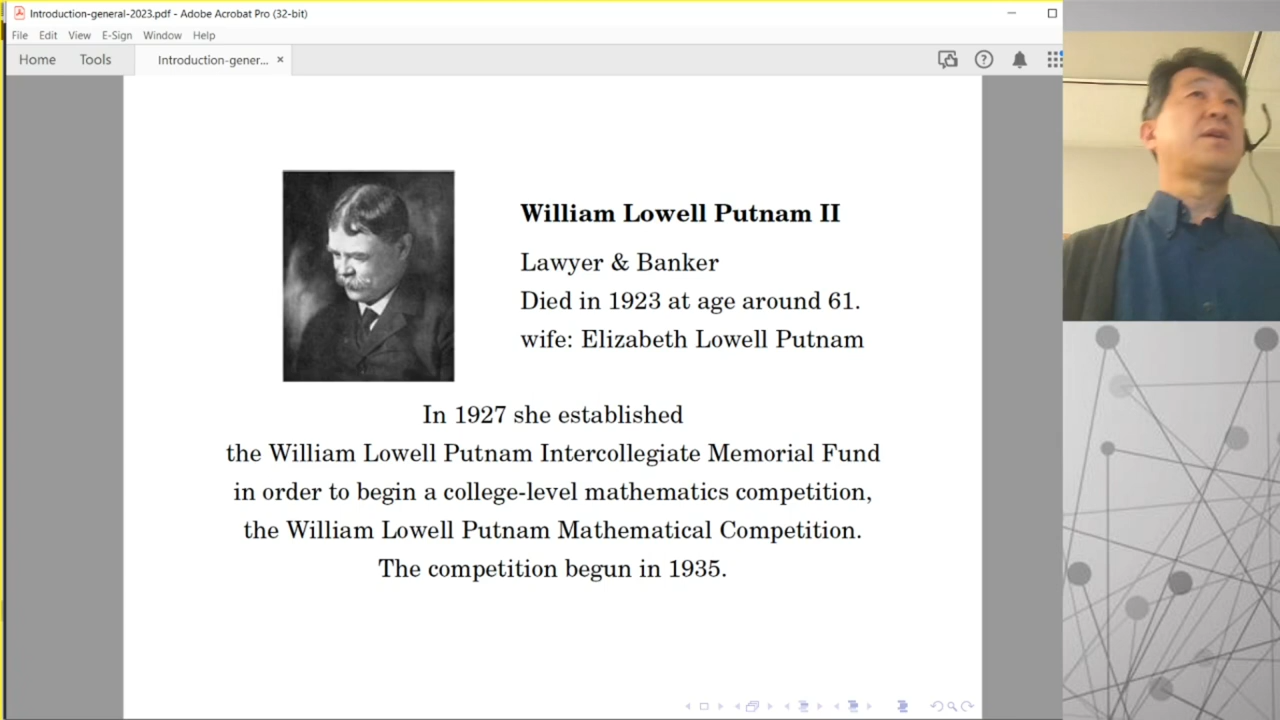 Introduction-general-2023.pdf - Adobe Acrobat Pro (32-bit)
File Edit View E-Sign Window Help
Home Tools Introduction-gener... ×
William Lowell Putnam II
Lawyer & Banker
Died in 1923 at age around 61.
wife: Elizabeth Lowell Putnam
In 1927 she established
the William Lowell Putnam Intercollegiate Memorial Fund
in order to begin a college-level mathematics competition,
the William Lowell Putnam Mathematical Competition.
The competition begun in 1935.